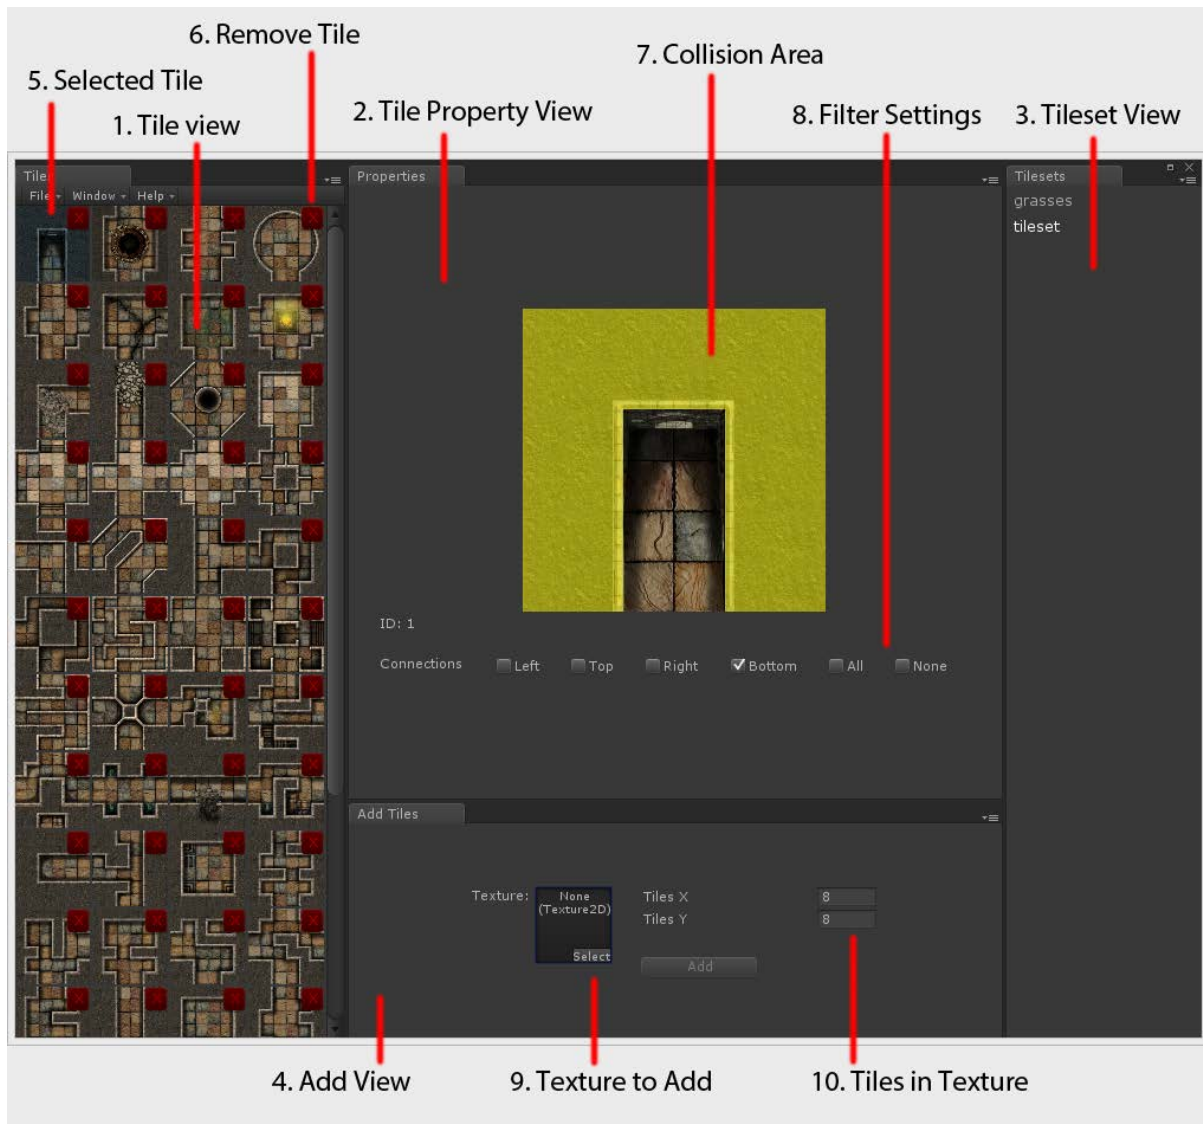 6. Remove Tile
7. Collision Area
5. Selected Tile
1. Tile view
2. Tile Property View
8. Filter Settings
3. Tileset View
Properties
Tilesets
File Window Help
grasses
tileset
ID: 1
Connections Left Top Right Bottom All None
Add Tiles
Texture: None
(Texture2D)
Select
Tiles X 8
Tiles Y 8
Add
4. Add View
9. Texture to Add
10. Tiles in Texture